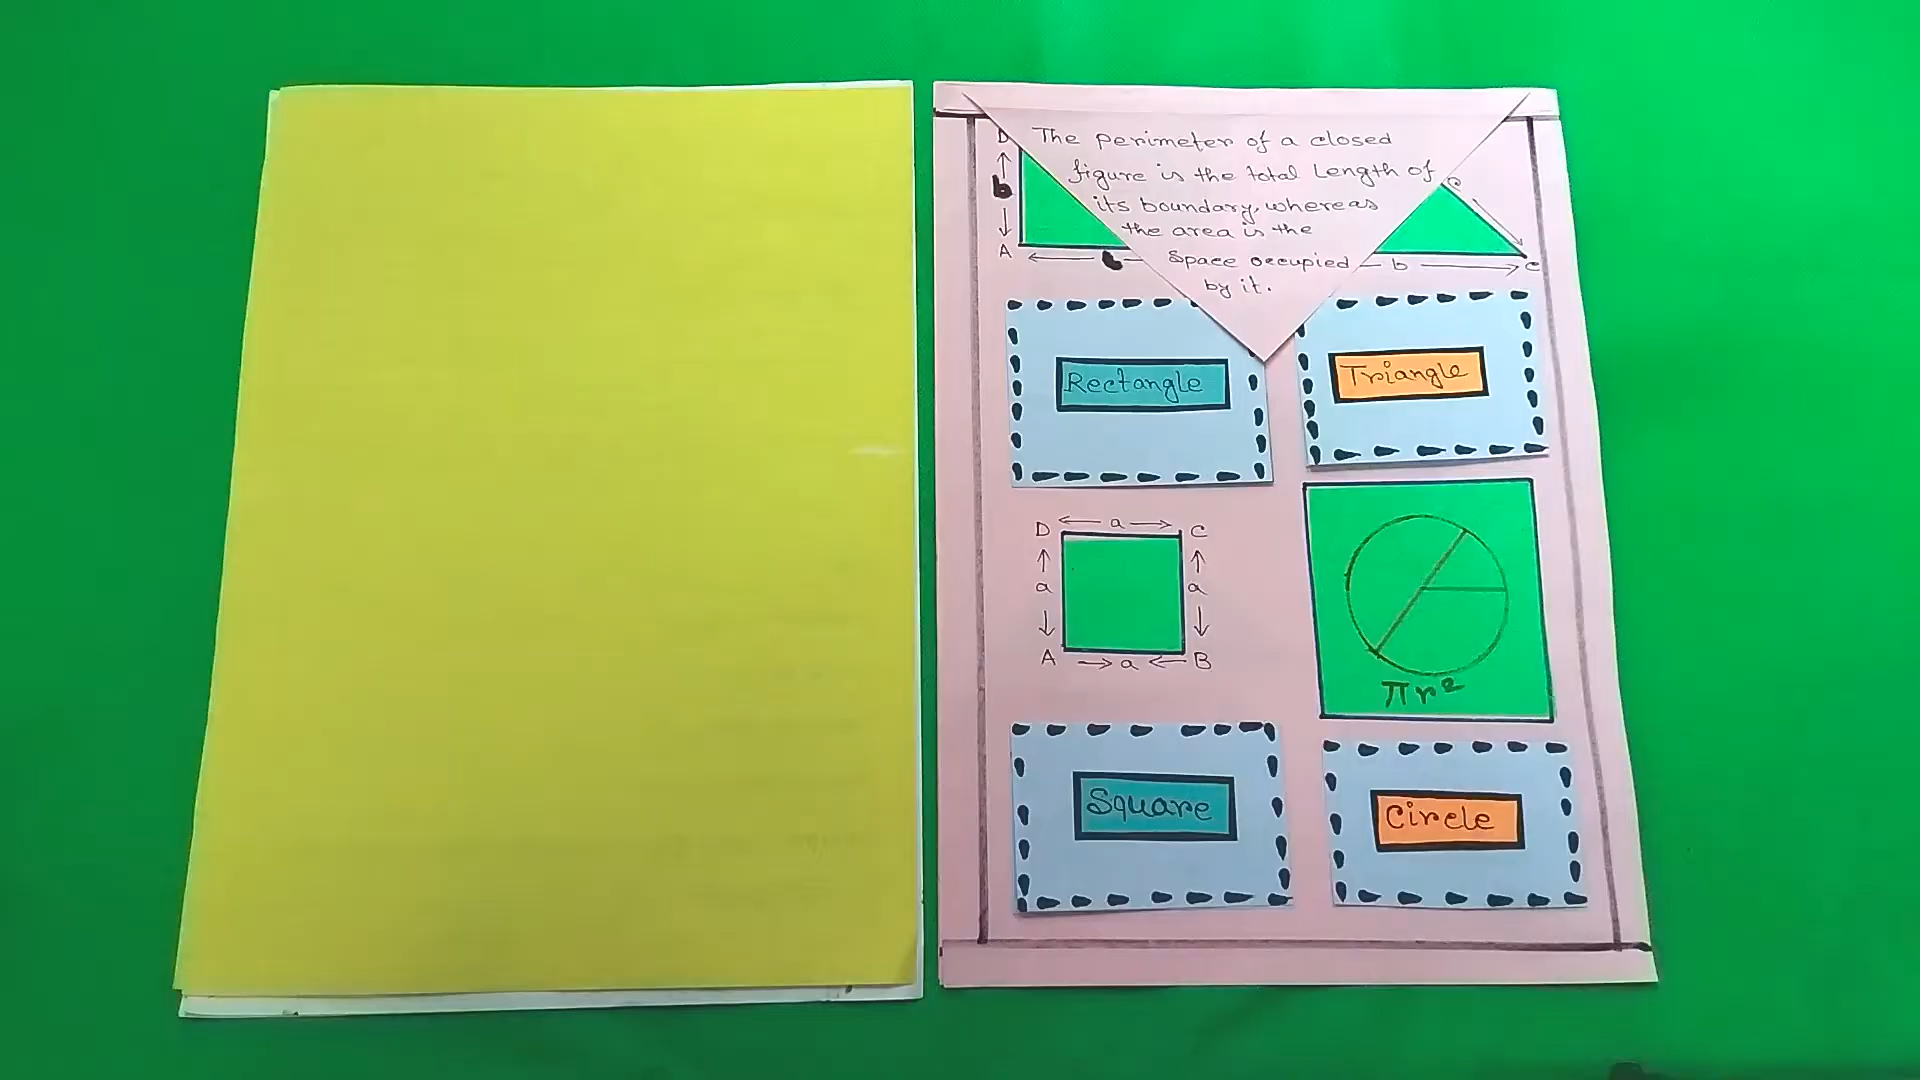 The perimeter of a closed
figure is the total Length of
its boundary, whereas
the area is the
Space occupied
by it.
D
b
A
c
b
C
Rectangle
Triangle
D a C
a a
A a B
πr²
Square
Circle